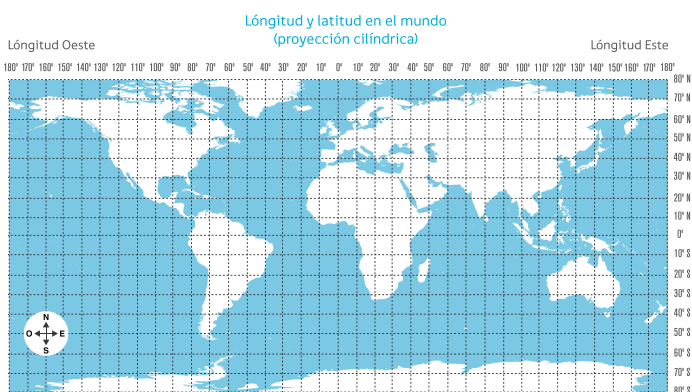 Lóngitud y latitud en el mundo
(proyección cilíndrica)
Lóngitud Oeste
Lóngitud Este
180° 170° 160° 150° 140° 130° 120° 110° 100° 90° 80° 70° 60° 50° 40° 30° 20° 10° 0° 10° 20° 30° 40° 50° 60° 70° 80° 90° 100° 110° 120° 130° 140° 150° 160° 170° 180°
80° N
70° N
60° N
50° N
40° N
30° N
20° N
10° N
0°
10° S
20° S
30° S
40° S
50° S
60° S
70° S
80° S
N
O E
S